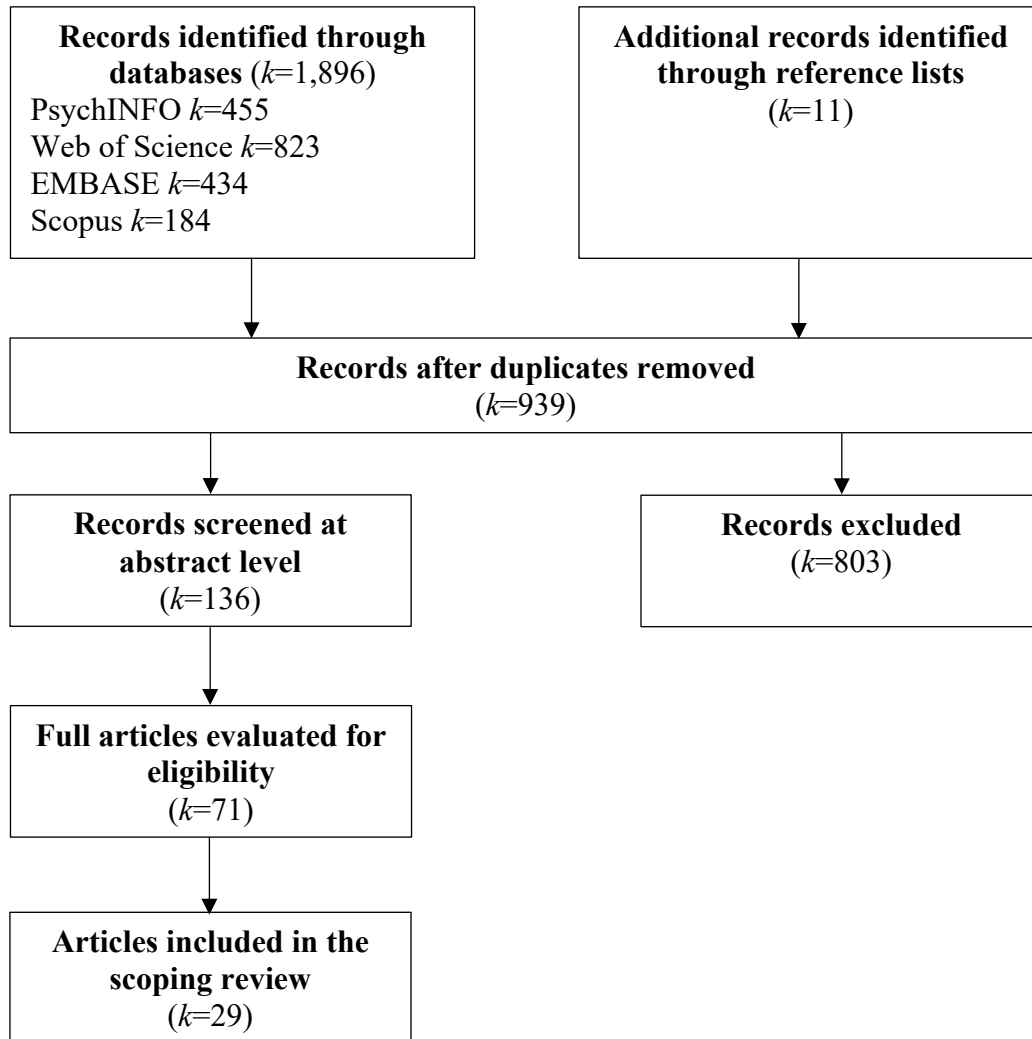 Records identified through
databases (k=1,896)
PsychINFO k=455
Web of Science k=823
EMBASE k=434
Scopus k=184
Additional records identified
through reference lists
(k=11)
Records after duplicates removed
(k=939)
Records screened at
abstract level
(k=136)
Records excluded
(k=803)
Full articles evaluated for
eligibility
(k=71)
Articles included in the
scoping review
(k=29)